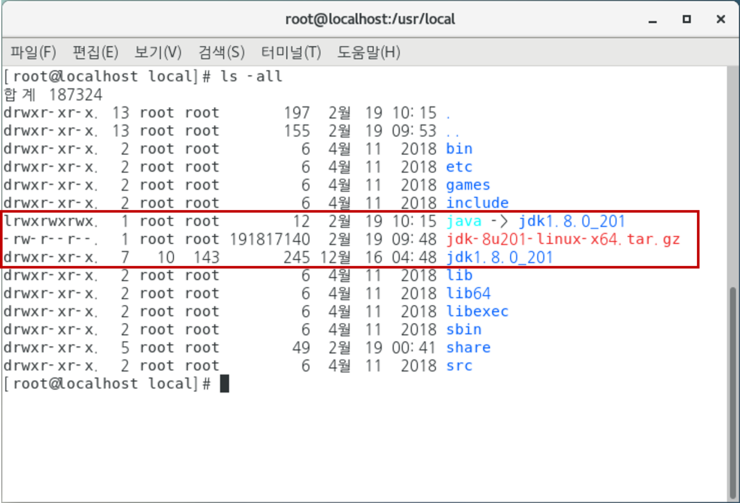 root@localhost:/usr/local
파일(F) 편집(E) 보기(V) 검색(S) 터미널(T) 도움말(H)
[root@localhost local]# ls -all
합계 187324
drwxr-xr-x. 13 root root 197 2월 19 10:15 .
drwxr-xr-x. 13 root root 155 2월 19 09:53 ..
drwxr-xr-x. 2 root root 6 4월 11 2018 bin
drwxr-xr-x. 2 root root 6 4월 11 2018 etc
drwxr-xr-x. 2 root root 6 4월 11 2018 games
drwxr-xr-x. 2 root root 6 4월 11 2018 include
lrwxrwxrwx. 1 root root 12 2월 19 10:15 java -> jdk1.8.0_201
-rw-r--r--. 1 root root 191817140 2월 19 09:48 jdk-8u201-linux-x64.tar.gz
drwxr-xr-x. 7 10 143 245 12월 16 04:48 jdk1.8.0_201
drwxr-xr-x. 2 root root 6 4월 11 2018 lib
drwxr-xr-x. 2 root root 6 4월 11 2018 lib64
drwxr-xr-x. 2 root root 6 4월 11 2018 libexec
drwxr-xr-x. 2 root root 6 4월 11 2018 sbin
drwxr-xr-x. 5 root root 49 2월 19 00:41 share
drwxr-xr-x. 2 root root 6 4월 11 2018 src
[root@localhost local]#